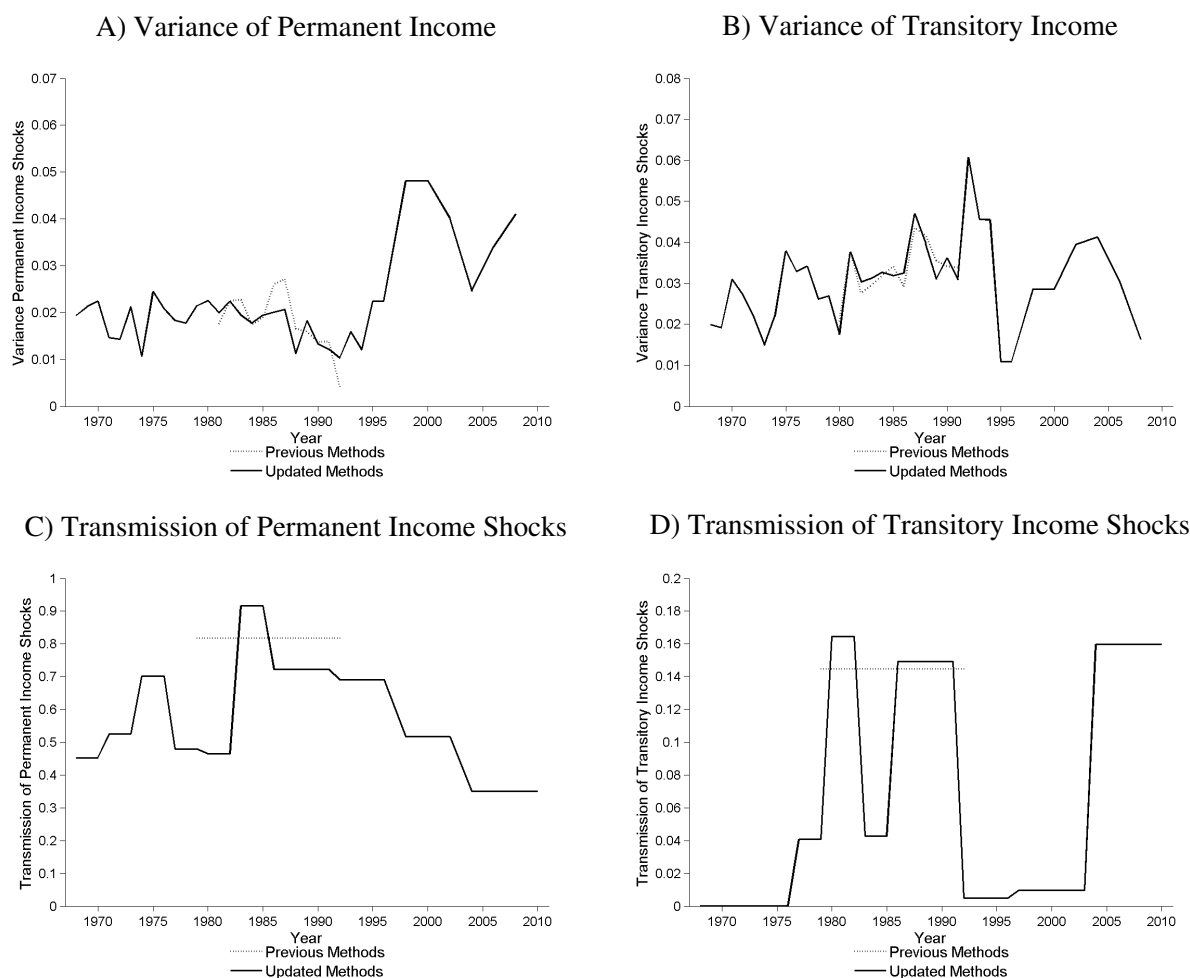 A) Variance of Permanent Income
B) Variance of Transitory Income
0.07
0.06
0.05
0.04
0.03
0.02
0.01
0
Variance Permanent Income Shocks
1970 1975 1980 1985 1990 1995 2000 2005 2010
Year
Previous Methods
Updated Methods
0.08
0.07
0.06
0.05
0.04
0.03
0.02
0.01
0
Variance Transitory Income Shocks
1970 1975 1980 1985 1990 1995 2000 2005 2010
Year
Previous Methods
Updated Methods
C) Transmission of Permanent Income Shocks
D) Transmission of Transitory Income Shocks
1
0.9
0.8
0.7
0.6
0.5
0.4
0.3
0.2
0.1
0
Transmission of Permanent Income Shocks
1970 1975 1980 1985 1990 1995 2000 2005 2010
Year
Previous Methods
Updated Methods
0.2
0.18
0.16
0.14
0.12
0.1
0.08
0.06
0.04
0.02
0
Transmission of Transitory Income Shocks
1970 1975 1980 1985 1990 1995 2000 2005 2010
Year
Previous Methods
Updated Methods